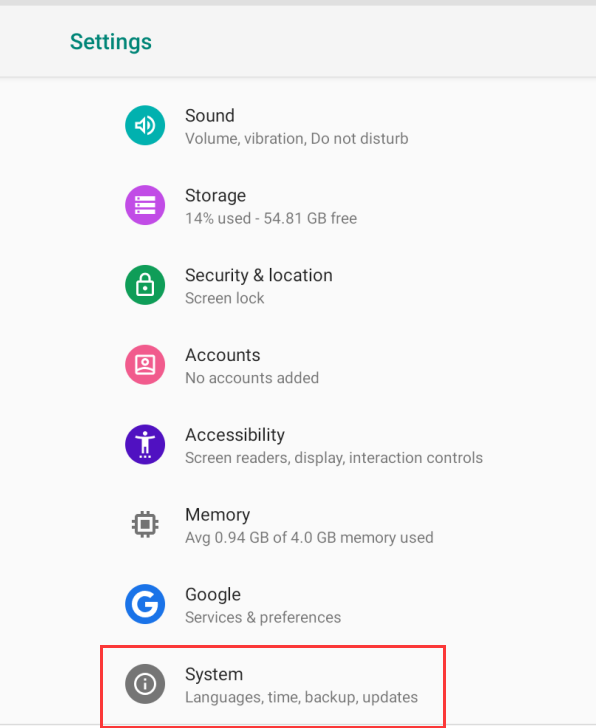 Settings
Sound
Volume, vibration, Do not disturb
Storage
14% used - 54.81 GB free
Security & location
Screen lock
Accounts
No accounts added
Accessibility
Screen readers, display, interaction controls
Memory
Avg 0.94 GB of 4.0 GB memory used
Google
Services & preferences
System
Languages, time, backup, updates